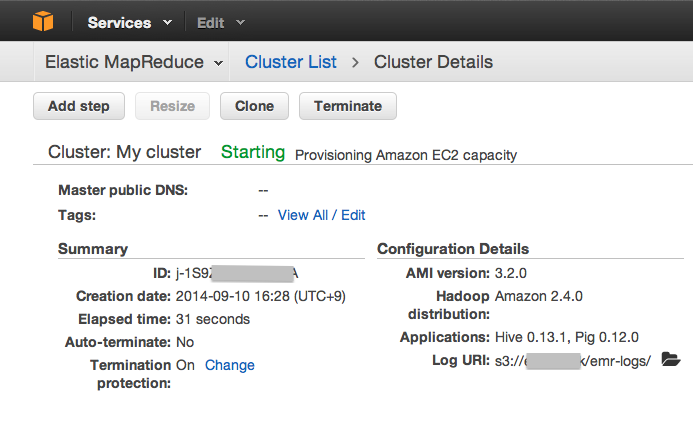 Services Edit
Elastic MapReduce Cluster List > Cluster Details
Add step Resize Clone Terminate
Cluster: My cluster Starting Provisioning Amazon EC2 capacity
Master public DNS: --
Tags: -- View All / Edit
Summary
ID: j-1S9
Creation date: 2014-09-10 16:28 (UTC+9)
Elapsed time: 31 seconds
Auto-terminate: No
Termination protection: On Change
Configuration Details
AMI version: 3.2.0
Hadoop distribution: Amazon 2.4.0
Applications: Hive 0.13.1, Pig 0.12.0
Log URI: s3:// /emr-logs/